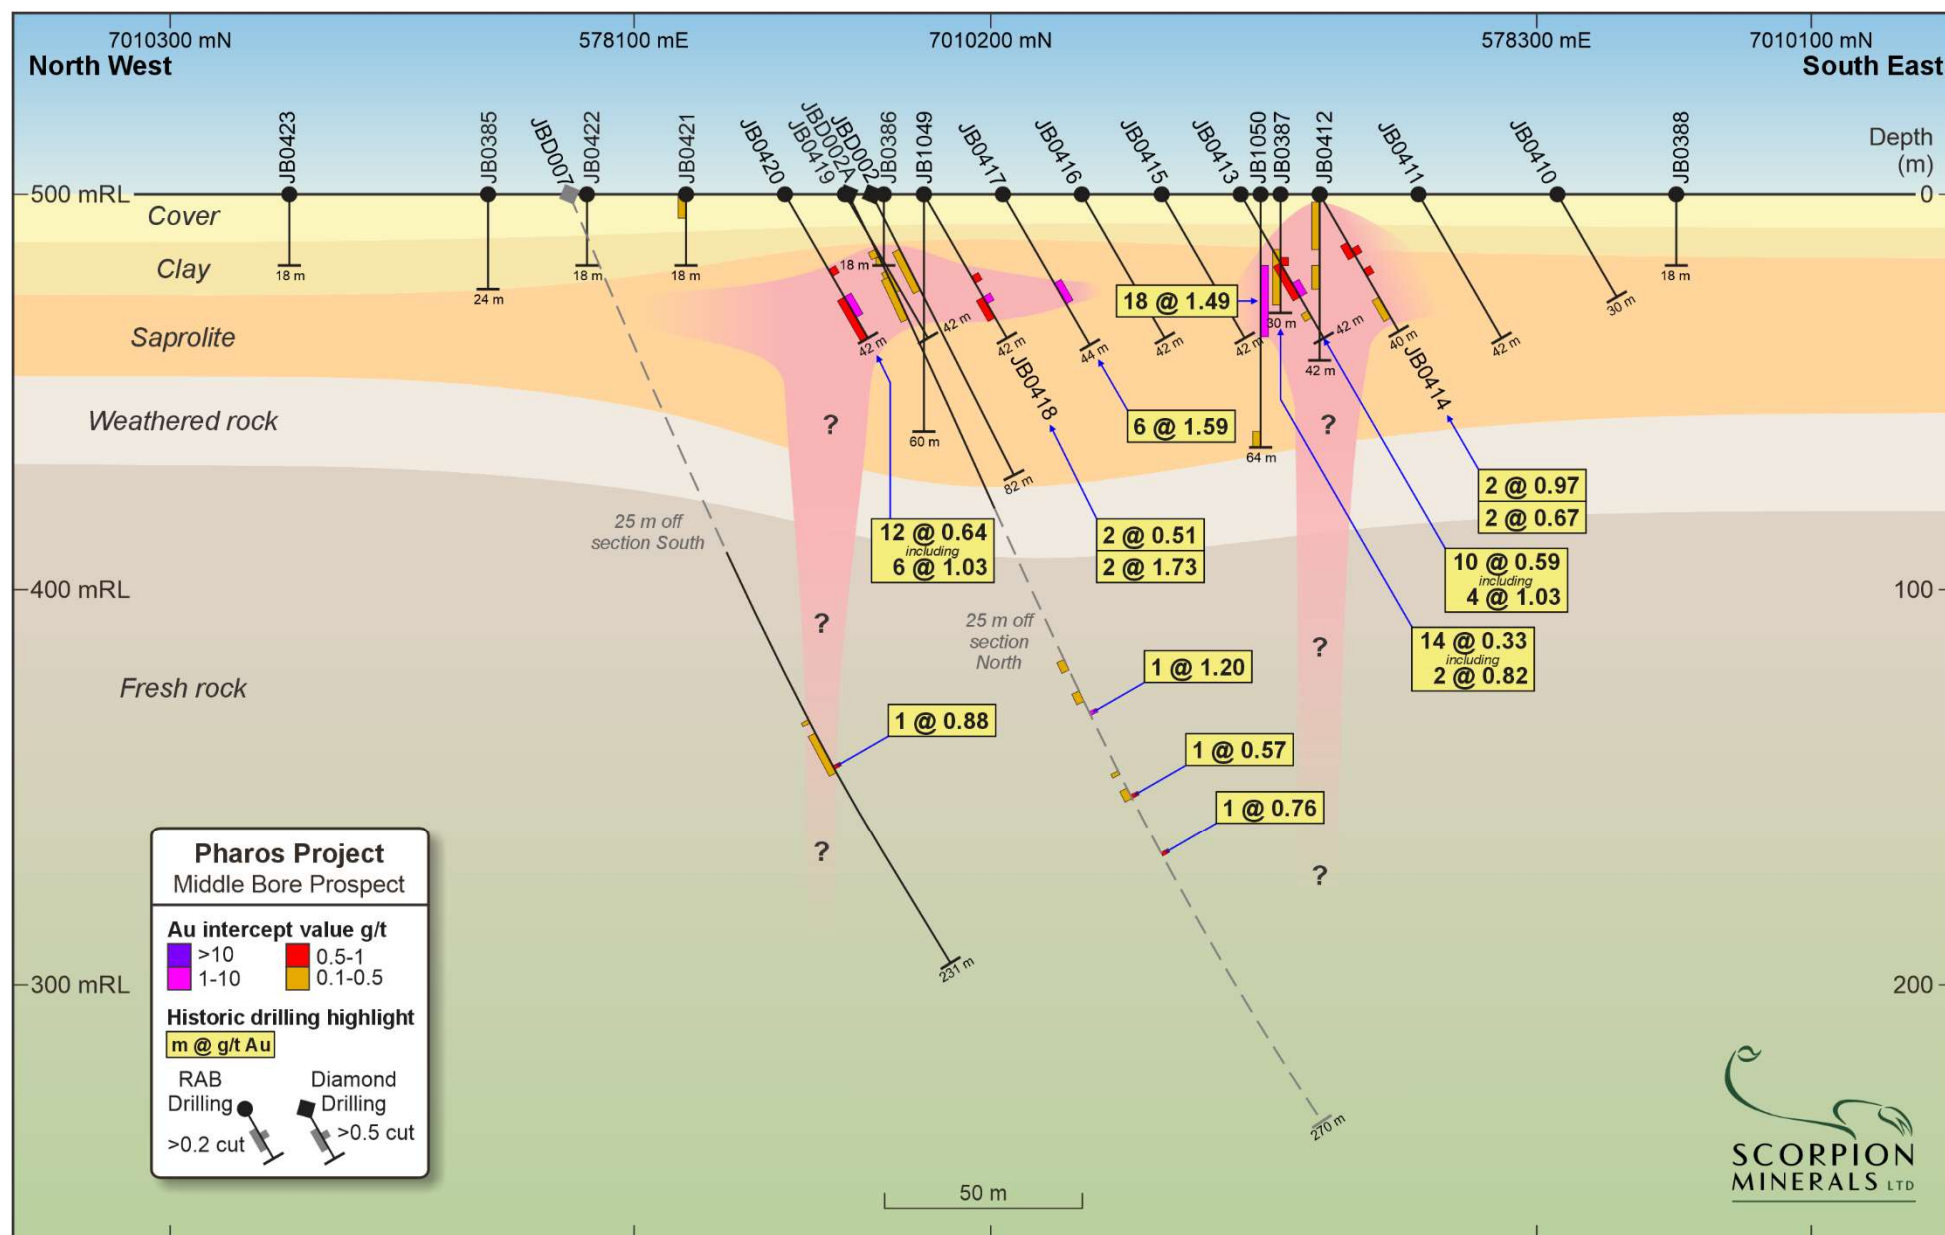 7010300 mN
578100 mE
7010200 mN
578300 mE
7010100 mN
North West
South East
JB0423
JB0385
JBD007
JB0422
JB0421
JB0420
JB0419
JBD002A
JBD002
JB0386
JB1049
JB0417
JB0416
JB0415
JB0413
JB1050
JB0387
JB0412
JB0411
JB0410
JB0388
Depth
(m)
500 mRL
0
Cover
Clay
18 m
24 m
18 m
18 m
18 m
42 m
42 m
42 m
44 m
42 m
42 m
30 m
42 m
42 m
40 m
42 m
30 m
18 m
18 @ 1.49
Saprolite
JB0418
JB0414
Weathered rock
?
60 m
82 m
6 @ 1.59
64 m
?
2 @ 0.97
2 @ 0.67
25 m off
section South
12 @ 0.64
including
6 @ 1.03
2 @ 0.51
2 @ 1.73
10 @ 0.59
including
4 @ 1.03
400 mRL
100
?
25 m off
section
North
?
14 @ 0.33
including
2 @ 0.82
Fresh rock
1 @ 1.20
1 @ 0.88
1 @ 0.57
1 @ 0.76
?
?
231 m
270 m
300 mRL
200
Pharos Project
Middle Bore Prospect
Au intercept value g/t
>10
0.5-1
1-10
0.1-0.5
Historic drilling highlight
m @ g/t Au
RAB
Drilling
Diamond
Drilling
>0.2 cut
>0.5 cut
50 m
SCORPION
MINERALS LTD